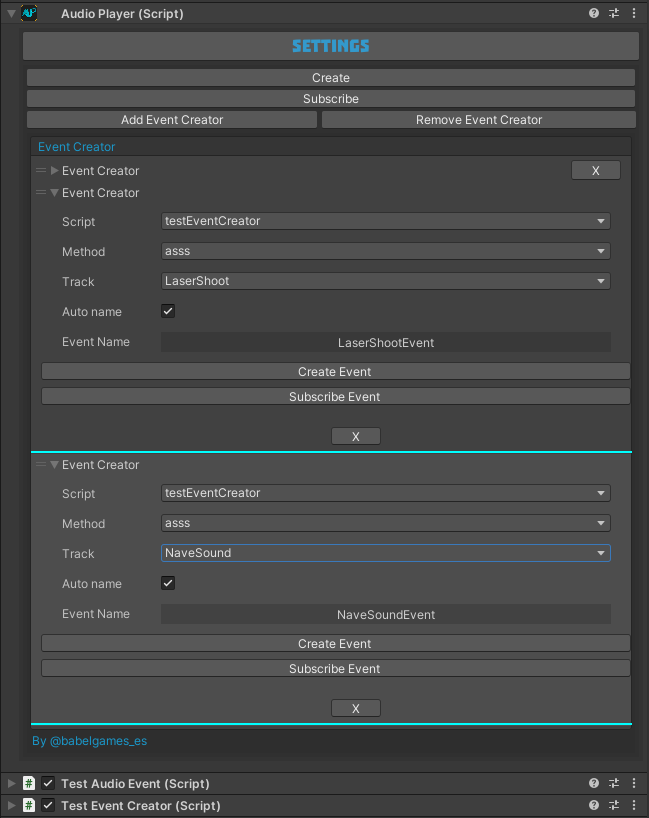 Audio Player (Script)
SETTINGS
Create
Subscribe
Add Event Creator Remove Event Creator
Event Creator
Event Creator X
Event Creator
Script testEventCreator
Method asss
Track LaserShoot
Auto name
Event Name LaserShootEvent
Create Event
Subscribe Event
X
Event Creator
Script testEventCreator
Method asss
Track NaveSound
Auto name
Event Name NaveSoundEvent
Create Event
Subscribe Event
X
By @babelgames_es
# Test Audio Event (Script)
# Test Event Creator (Script)